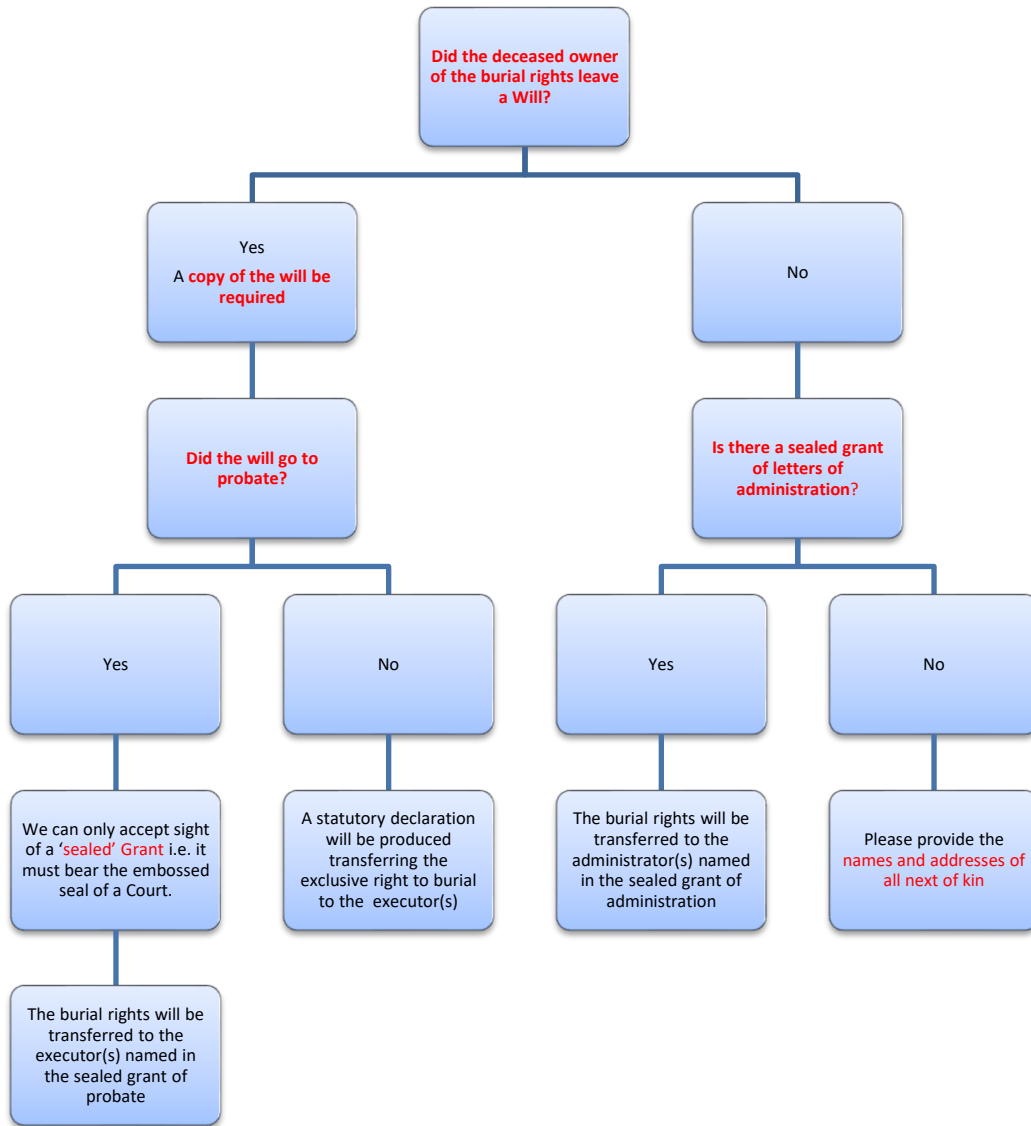 Did the deceased owner
of the burial rights leave
a Will?
Yes
A copy of the will be
required
No
Did the will go to
probate?
Is there a sealed grant
of letters of
administration?
Yes
No
Yes
No
We can only accept sight
of a ‘sealed’ Grant i.e. it
must bear the embossed
seal of a Court.
A statutory declaration
will be produced
transferring the
exclusive right to burial
to the executor(s)
The burial rights will be
transferred to the
administrator(s) named
in the sealed grant of
administration
Please provide the
names and addresses of
all next of kin
The burial rights will be
transferred to the
executor(s) named in
the sealed grant of
probate